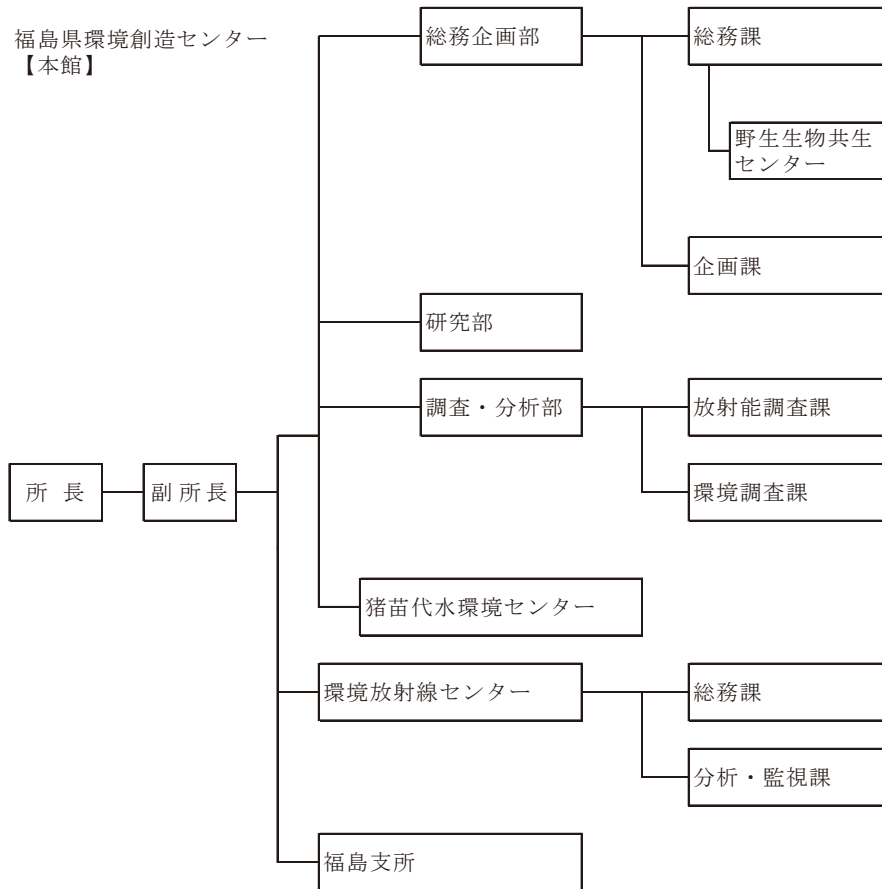 福島県環境創造センター
【本館】
総務企画部
総務課
野生生物共生
センター
企画課
研究部
調査・分析部
放射能調査課
環境調査課
所 長
副所長
猪苗代水環境センター
環境放射線センター
総務課
分析・監視課
福島支所